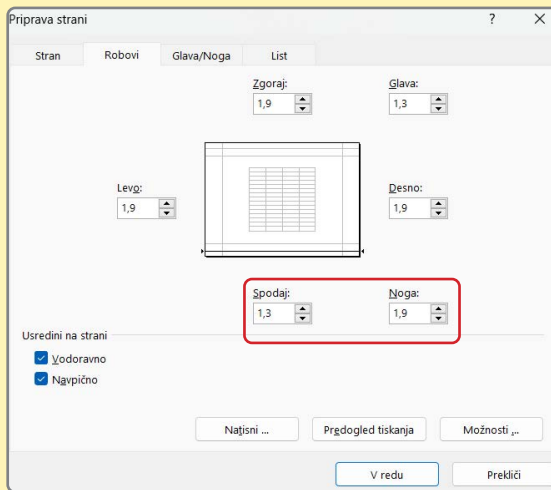 Priprava strani ? X
Stran Robovi Glava/Noga List
Zgoraj: Glava:
1,9 1,3
Levo: Desno:
1,9 1,9
Spodaj: Noga:
1,3 1,9
Usredini na strani
Vodoravno
Navpično
Natisni ... Predogled tiskanja Možnosti ...
V redu Prekliči